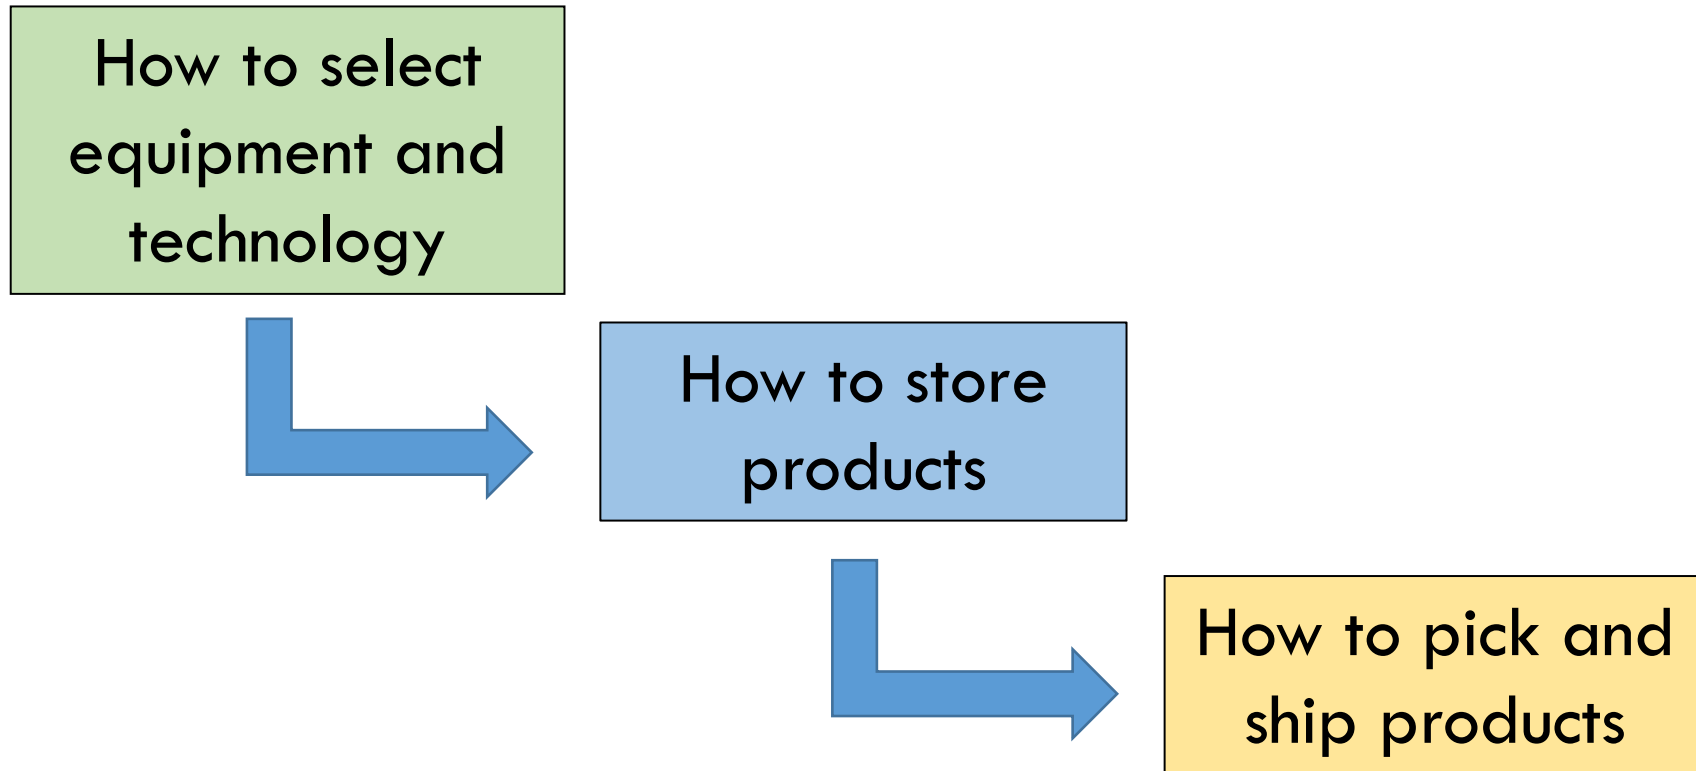 How to select
equipment and
technology
How to store
products
How to pick and
ship products